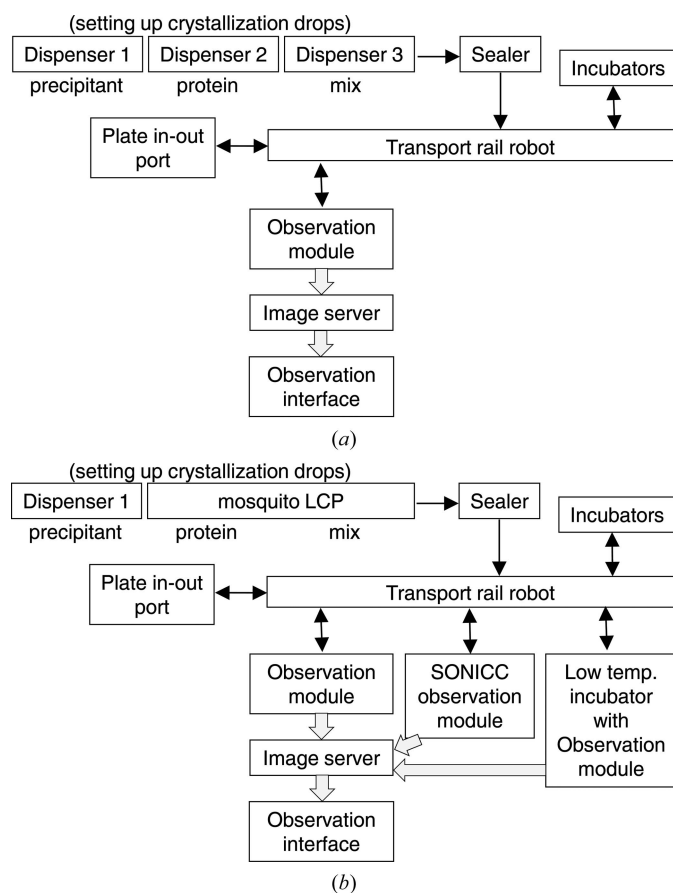 (setting up crystallization drops)
Dispenser 1 Dispenser 2 Dispenser 3 Sealer
Incubators
precipitant protein mix
Plate in-out
port
Transport rail robot
Observation
module
Image server
Observation
interface
(a)
(setting up crystallization drops)
Dispenser 1 mosquito LCP Sealer
Incubators
precipitant protein mix
Plate in-out
port
Transport rail robot
Observation
module
SONICC
observation
module
Low temp.
incubator
with
Observation
module
Image server
Observation
interface
(b)